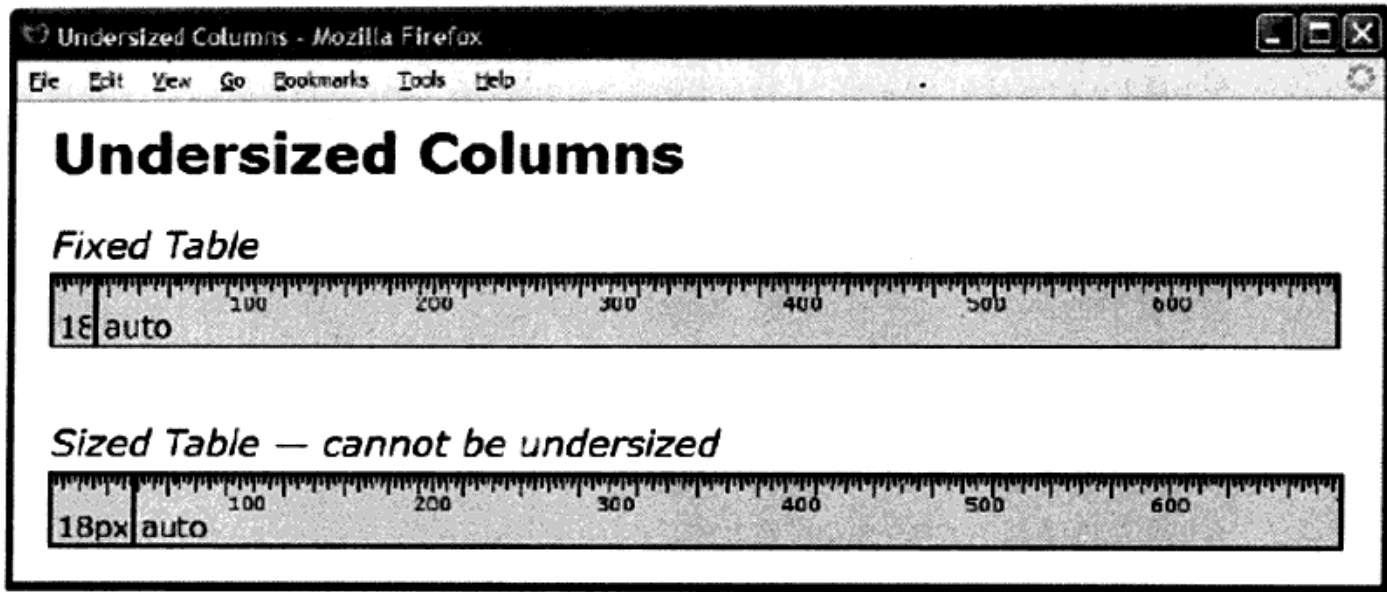 Undersized Columns - Mozilla Firefox
File Edit View Go Bookmarks Tools Help
Undersized Columns
Fixed Table
100 200 300 400 500 600
18 auto
Sized Table — cannot be undersized
100 200 300 400 500 600
18px auto